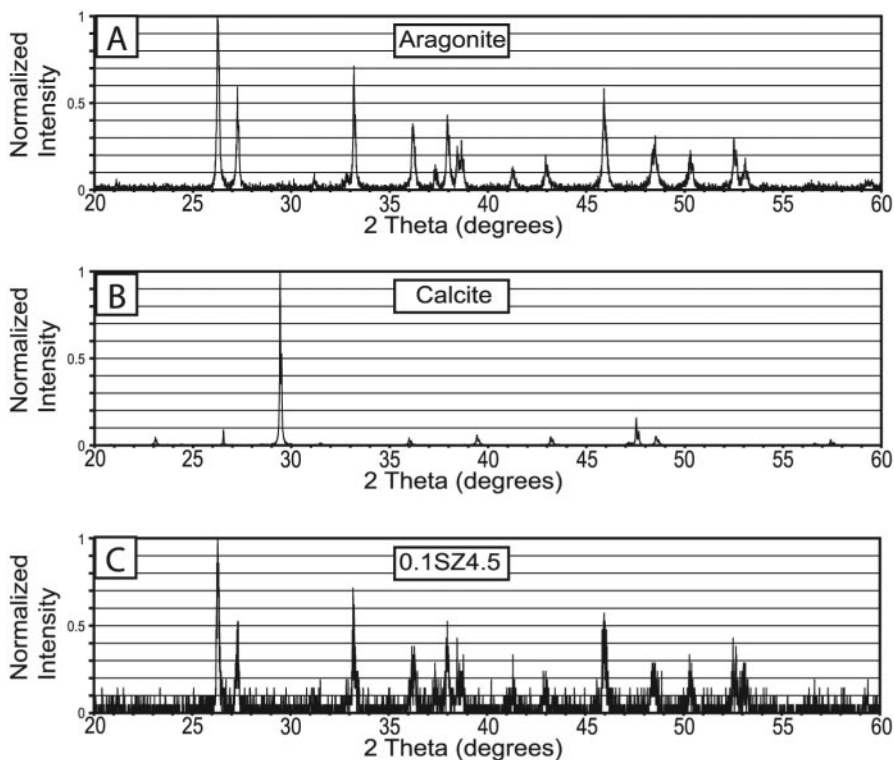 A
Aragonite
Normalized
Intensity
1
0.5
0
20 25 30 35 40 45 50 55 60
2 Theta (degrees)
B
Calcite
Normalized
Intensity
1
0.5
0
20 25 30 35 40 45 50 55 60
2 Theta (degrees)
C
0.1SZ4.5
Normalized
Intensity
1
0.5
0
20 25 30 35 40 45 50 55 60
2 Theta (degrees)